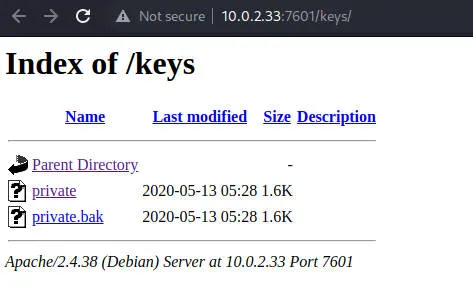 Not secure | 10.0.2.33:7601/keys/
Index of /keys
Name Last modified Size Description
Parent Directory -
private 2020-05-13 05:28 1.6K
private.bak 2020-05-13 05:28 1.6K
Apache/2.4.38 (Debian) Server at 10.0.2.33 Port 7601